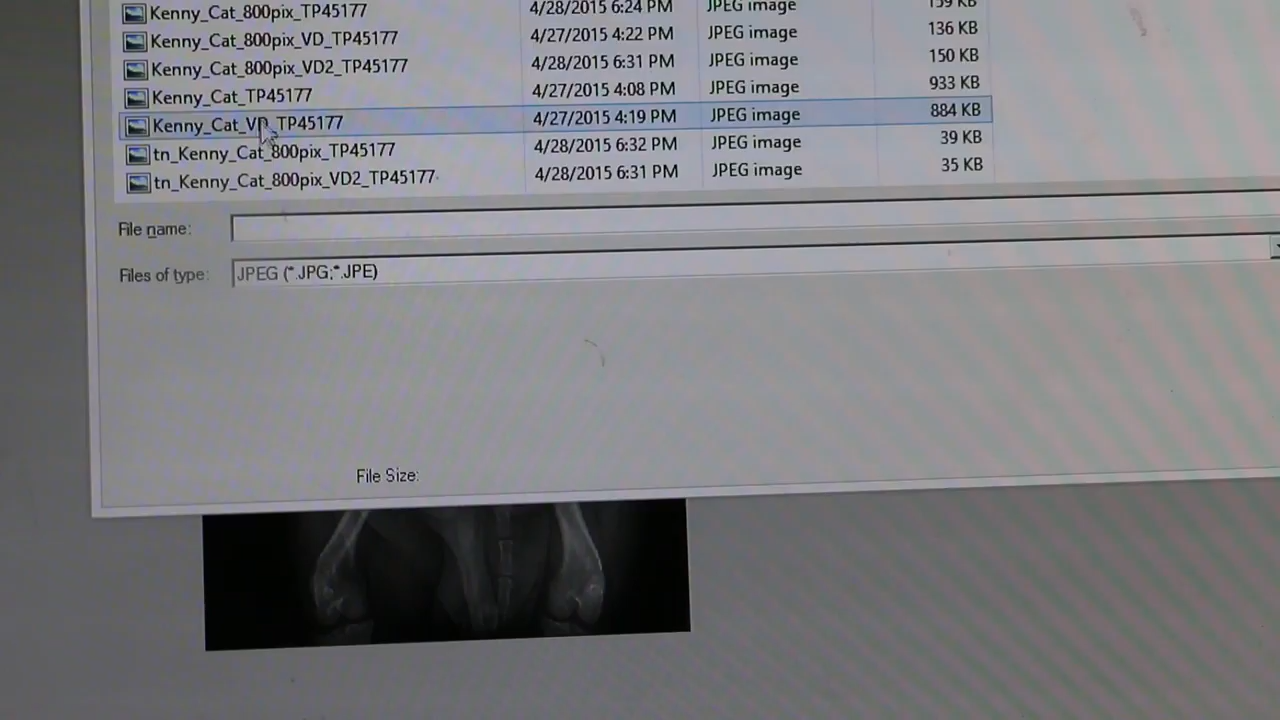 Kenny_Cat_800pix_TP45177 4/28/2015 6:24 PM JPEG image 159 KB
Kenny_Cat_800pix_VD_TP45177 4/27/2015 4:22 PM JPEG image 136 KB
Kenny_Cat_800pix_VD2_TP45177 4/28/2015 6:31 PM JPEG image 150 KB
Kenny_Cat_TP45177 4/27/2015 4:08 PM JPEG image 933 KB
Kenny_Cat_VD_TP45177 4/27/2015 4:19 PM JPEG image 884 KB
tn_Kenny_Cat_800pix_TP45177 4/28/2015 6:32 PM JPEG image 39 KB
tn_Kenny_Cat_800pix_VD2_TP45177 4/28/2015 6:31 PM JPEG image 35 KB
File name:
Files of type: JPEG (*.JPG;*.JPE)
File Size: